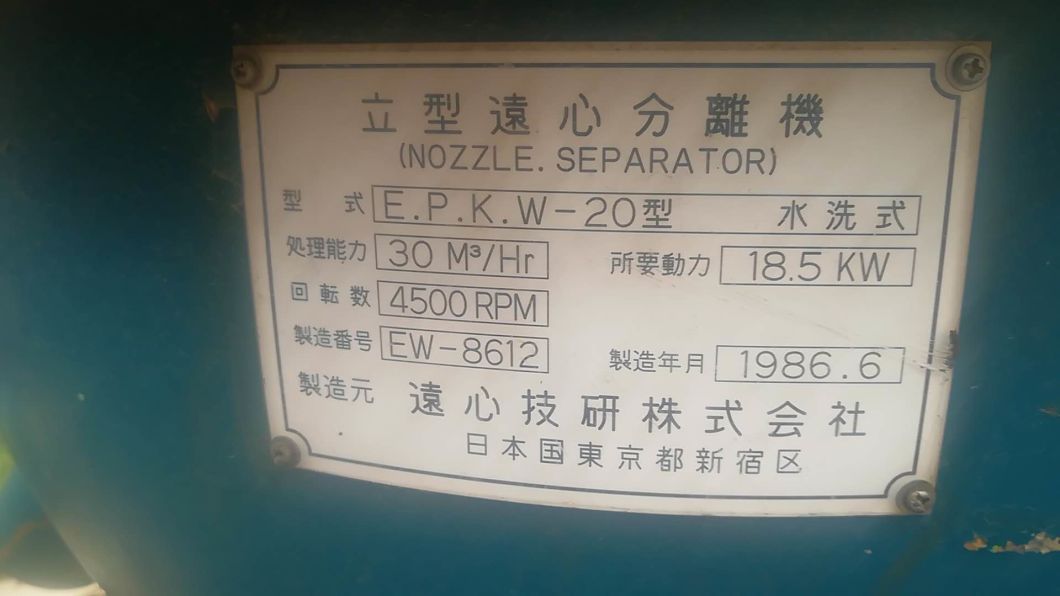 立型遠心分離機
(NOZZLE. SEPARATOR)
型式 E.P.K.W-20型 水洗式
処理能力 30 M³/Hr 所要動力 18.5 KW
回転数 4500 RPM
製造番号 EW-8612 製造年月 1986.6
製造元 遠心技研株式会社
日本国東京都新宿区